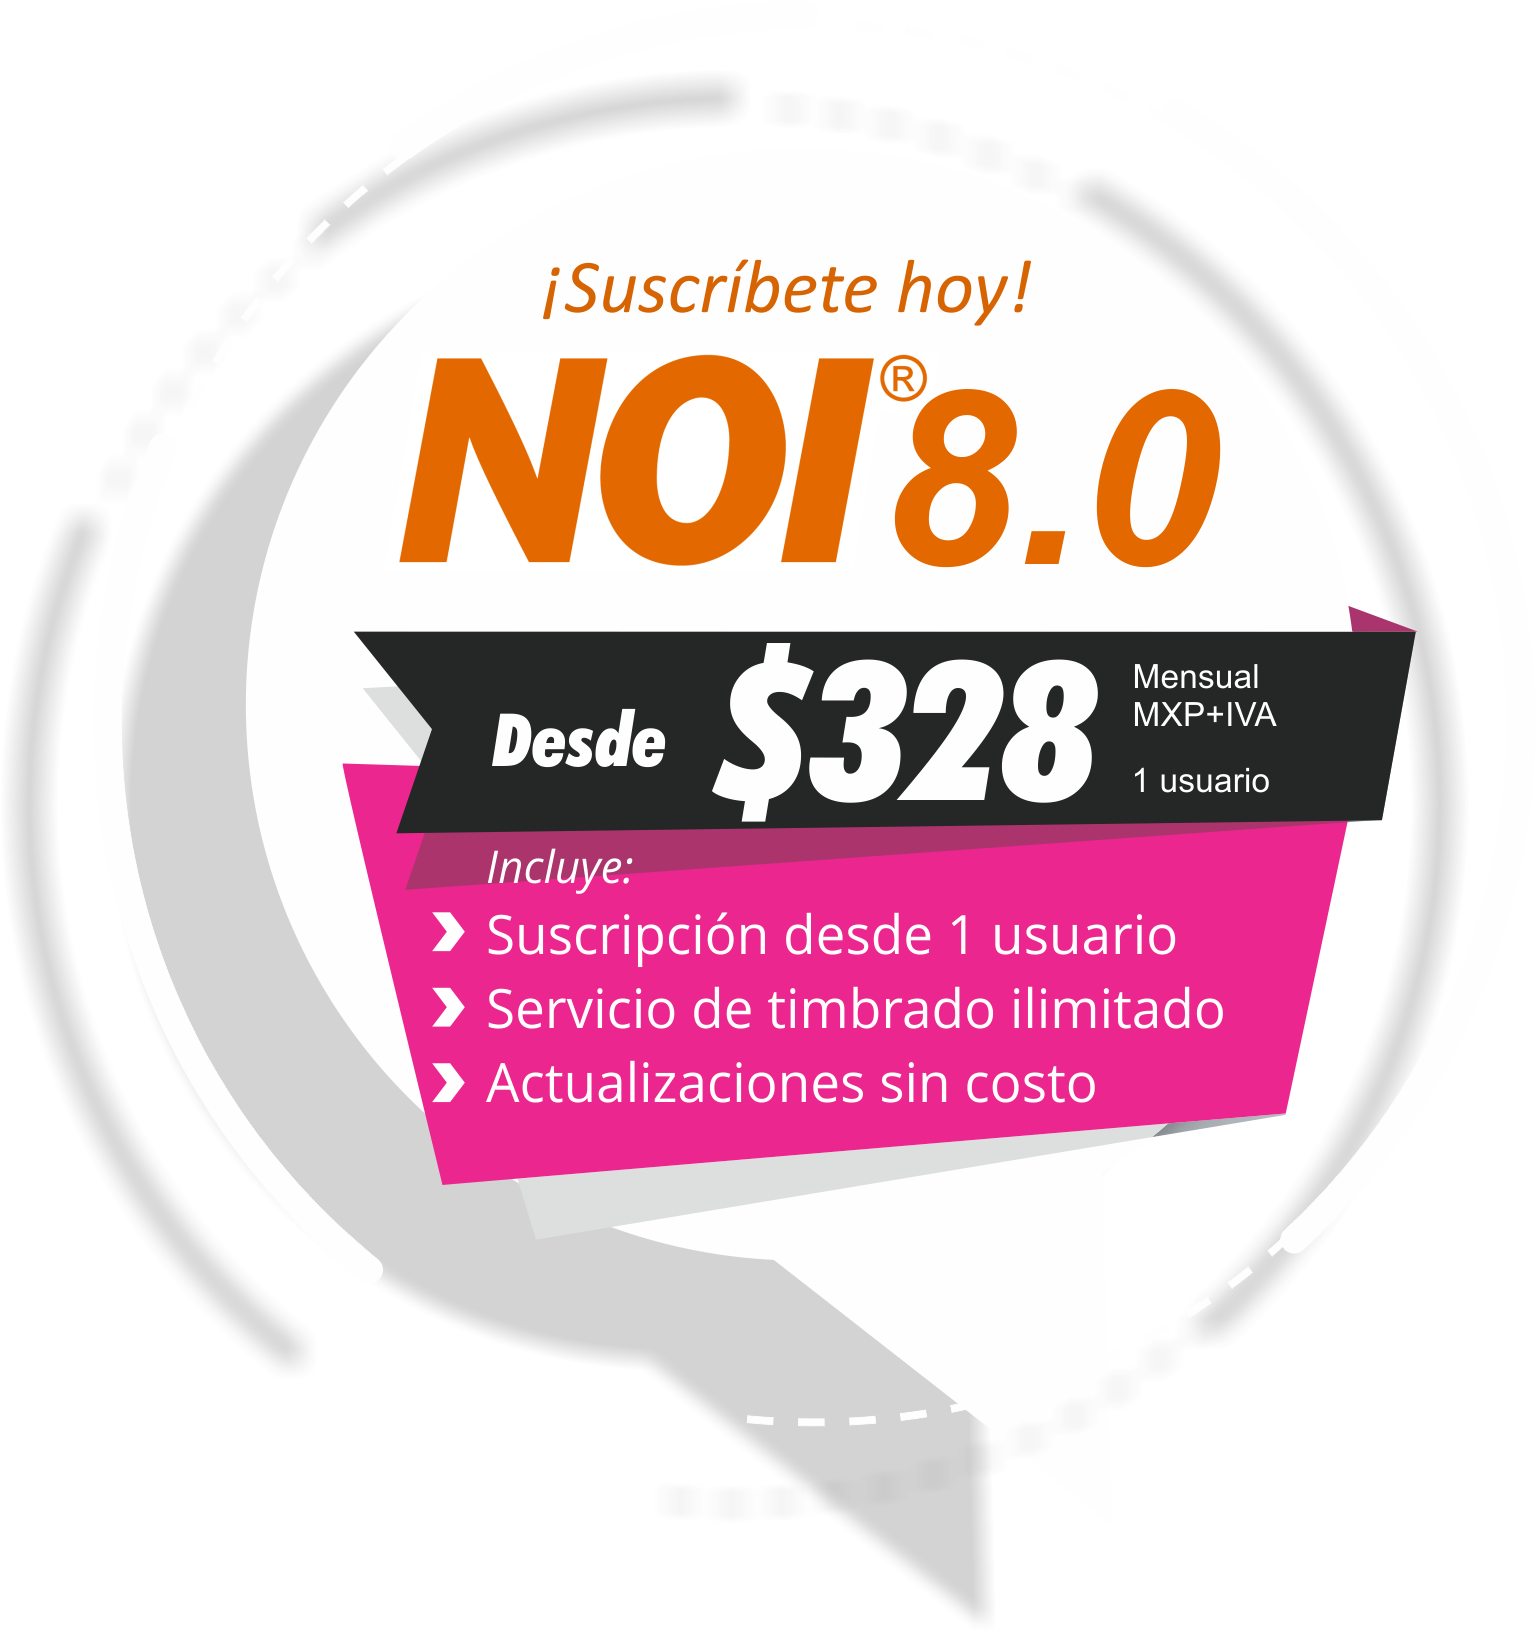 ¡Suscríbete hoy!
NOI® 8.0
Desde $328
Mensual
MXP+IVA
1 usuario
Incluye:
Suscripción desde 1 usuario
Servicio de timbrado ilimitado
Actualizaciones sin costo